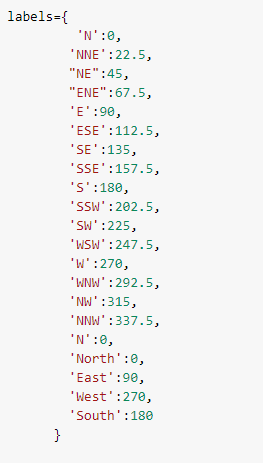 labels={
'N':0,
'NNE':22.5,
"NE":45,
"ENE":67.5,
'E':90,
'ESE':112.5,
'SE':135,
'SSE':157.5,
'S':180,
'SSW':202.5,
'SW':225,
'WSW':247.5,
'W':270,
'WNW':292.5,
'NW':315,
'NNW':337.5,
'N':0,
'North':0,
'East':90,
'West':270,
'South':180
}